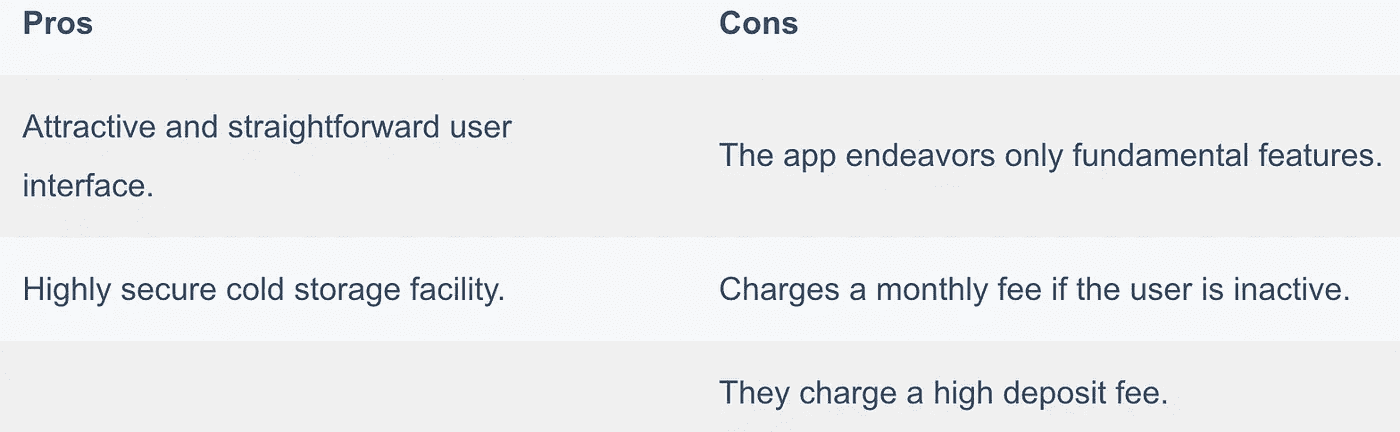 Pros
Cons
Attractive and straightforward user
interface.
The app endeavors only fundamental features.
Highly secure cold storage facility.
Charges a monthly fee if the user is inactive.
They charge a high deposit fee.